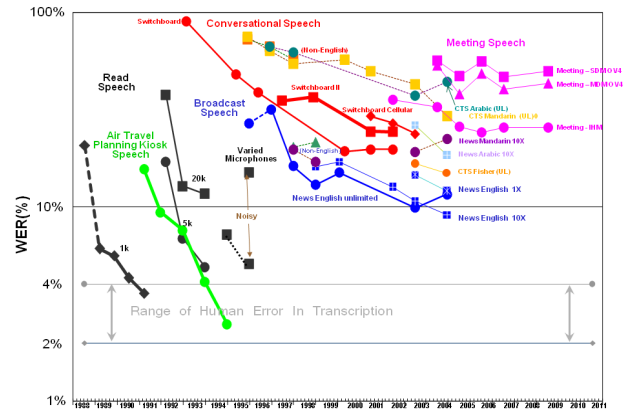 100%
Switchboard
Conversational Speech
(Non-English)
Meeting Speech
Meeting – SDM OV4
Meeting – MDM OV4
Read
Speech
Switchboard II
Broadcast
Speech
Switchboard Cellular
CTS Arabic (UL)
CTS Mandarin (UL)#
Meeting - IHM
Air Travel
Planning Kiosk
Speech
Varied
Microphones
(Non-English
News Mandarin 10X
News Arabic 10X
CTS Fisher (UL)
20k
News English 1X
News English unlimited
10%
WER(%)
Noisy
News English 10X
5k
1k
4%
Range of Human Error In Transcription
2%
1%
1988 1989 1990 1991 1992 1993 1994 1995 1996 1997 1998 1999 2000 2001 2002 2003 2004 2005 2006 2007 2008 2009 2010 2011